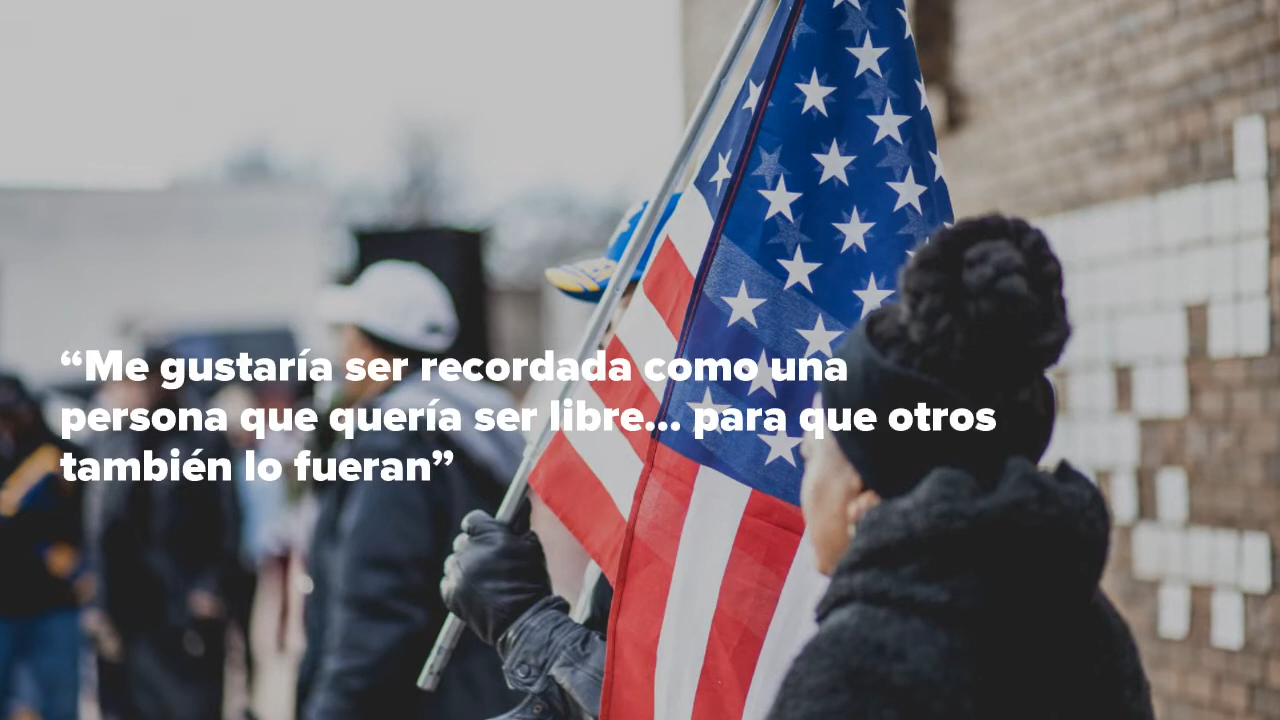 “Me gustaría ser recordada como una
persona que quería ser libre... para que otros
también lo fueran”